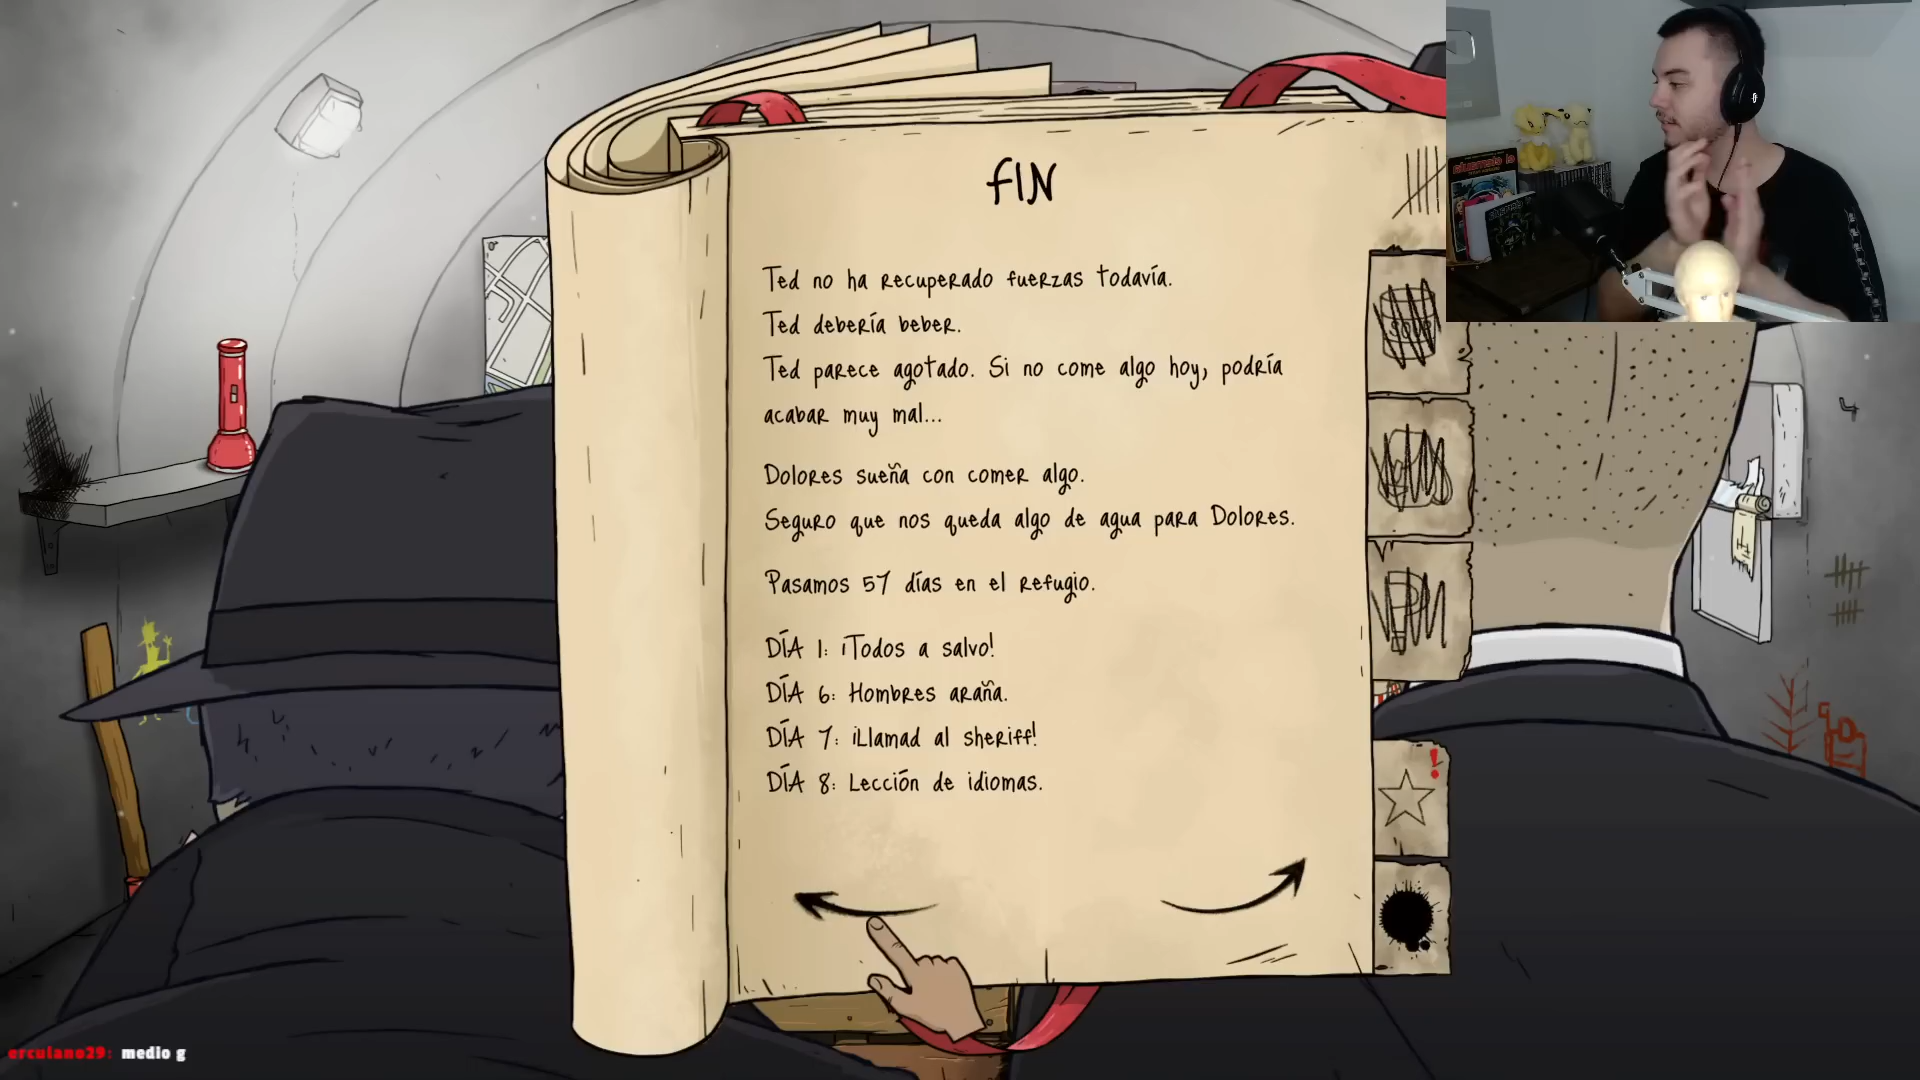 FIN
Ted no ha recuperado fuerzas todavía.
Ted debería beber.
Ted parece agotado. Si no come algo hoy, podría
acabar muy mal...
Dolores sueña con comer algo.
Seguro que nos queda algo de agua para Dolores.
Pasamos 57 días en el refugio.
DÍA 1: ¡Todos a salvo!
DÍA 6: Hombres araña.
DÍA 7: ¡Llamad al sheriff!
DÍA 8: Lección de idiomas.
erculano29: medio g